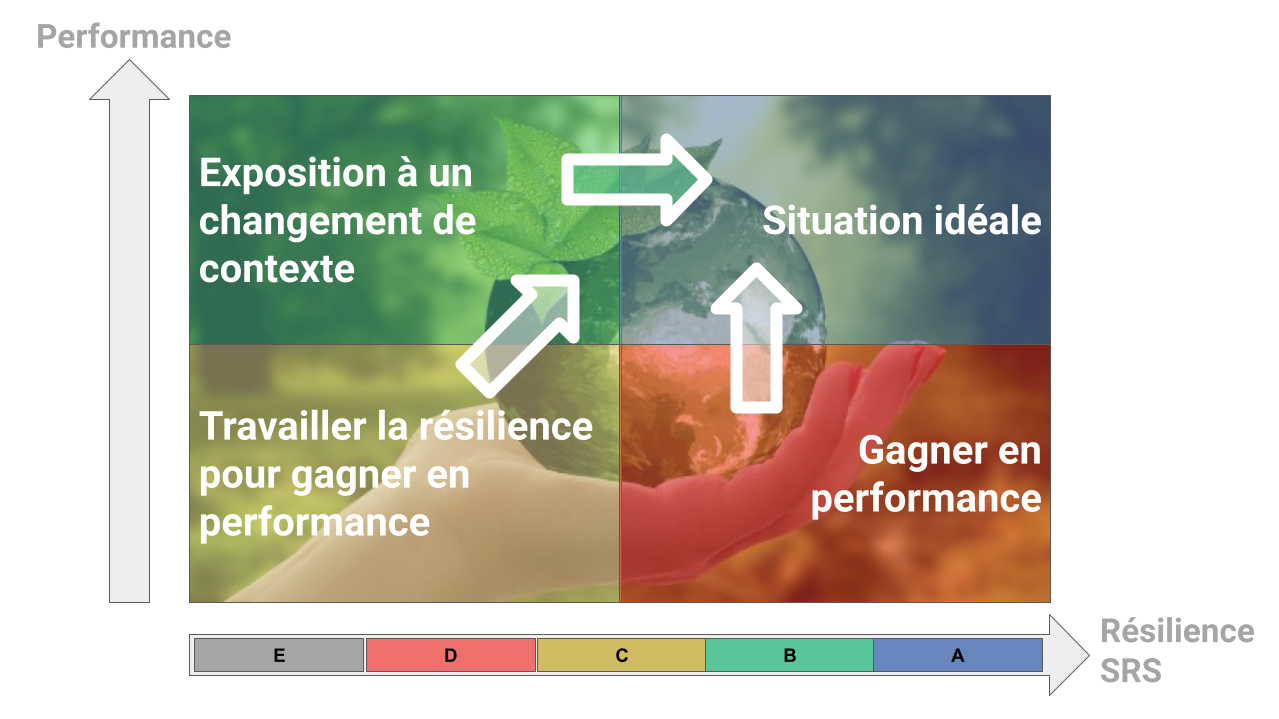 Performance
Exposition à un
changement de
contexte
Situation idéale
Travailler la résilience
pour gagner en
performance
Gagner en
performance
E D C B A
Résilience
SRS